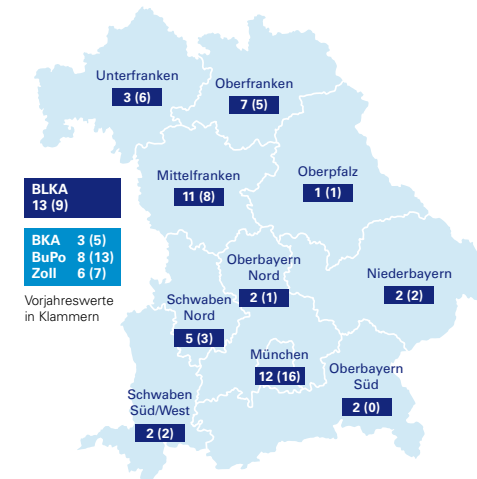 Unterfranken
3 (6)
Oberfranken
7 (5)
Mittelfranken
11 (8)
Oberpfalz
1 (1)
BLKA
13 (9)
BKA 3 (5)
BuPo 8 (13)
Zoll 6 (7)
Vorjahreswerte
in Klammern
Oberbayern
Nord
2 (1)
Niederbayern
2 (2)
Schwaben
Nord
5 (3)
München
12 (16)
Oberbayern
Süd
2 (0)
Schwaben
Süd/West
2 (2)